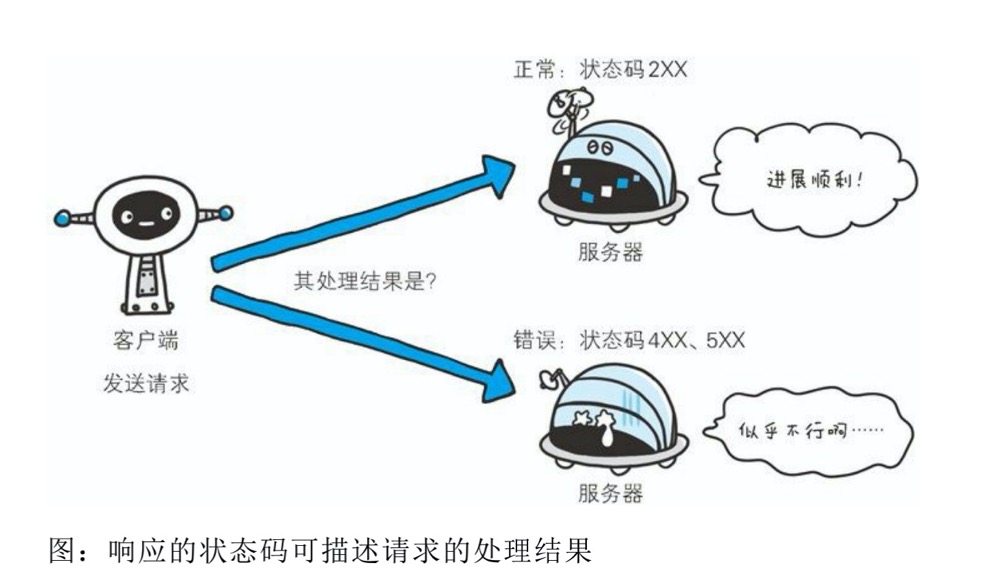 正常：状态码2XX
进展顺利！
服务器
其处理结果是？
客户端
发送请求
错误：状态码4XX、5XX
似乎不行啊……
服务器
图：响应的状态码可描述请求的处理结果